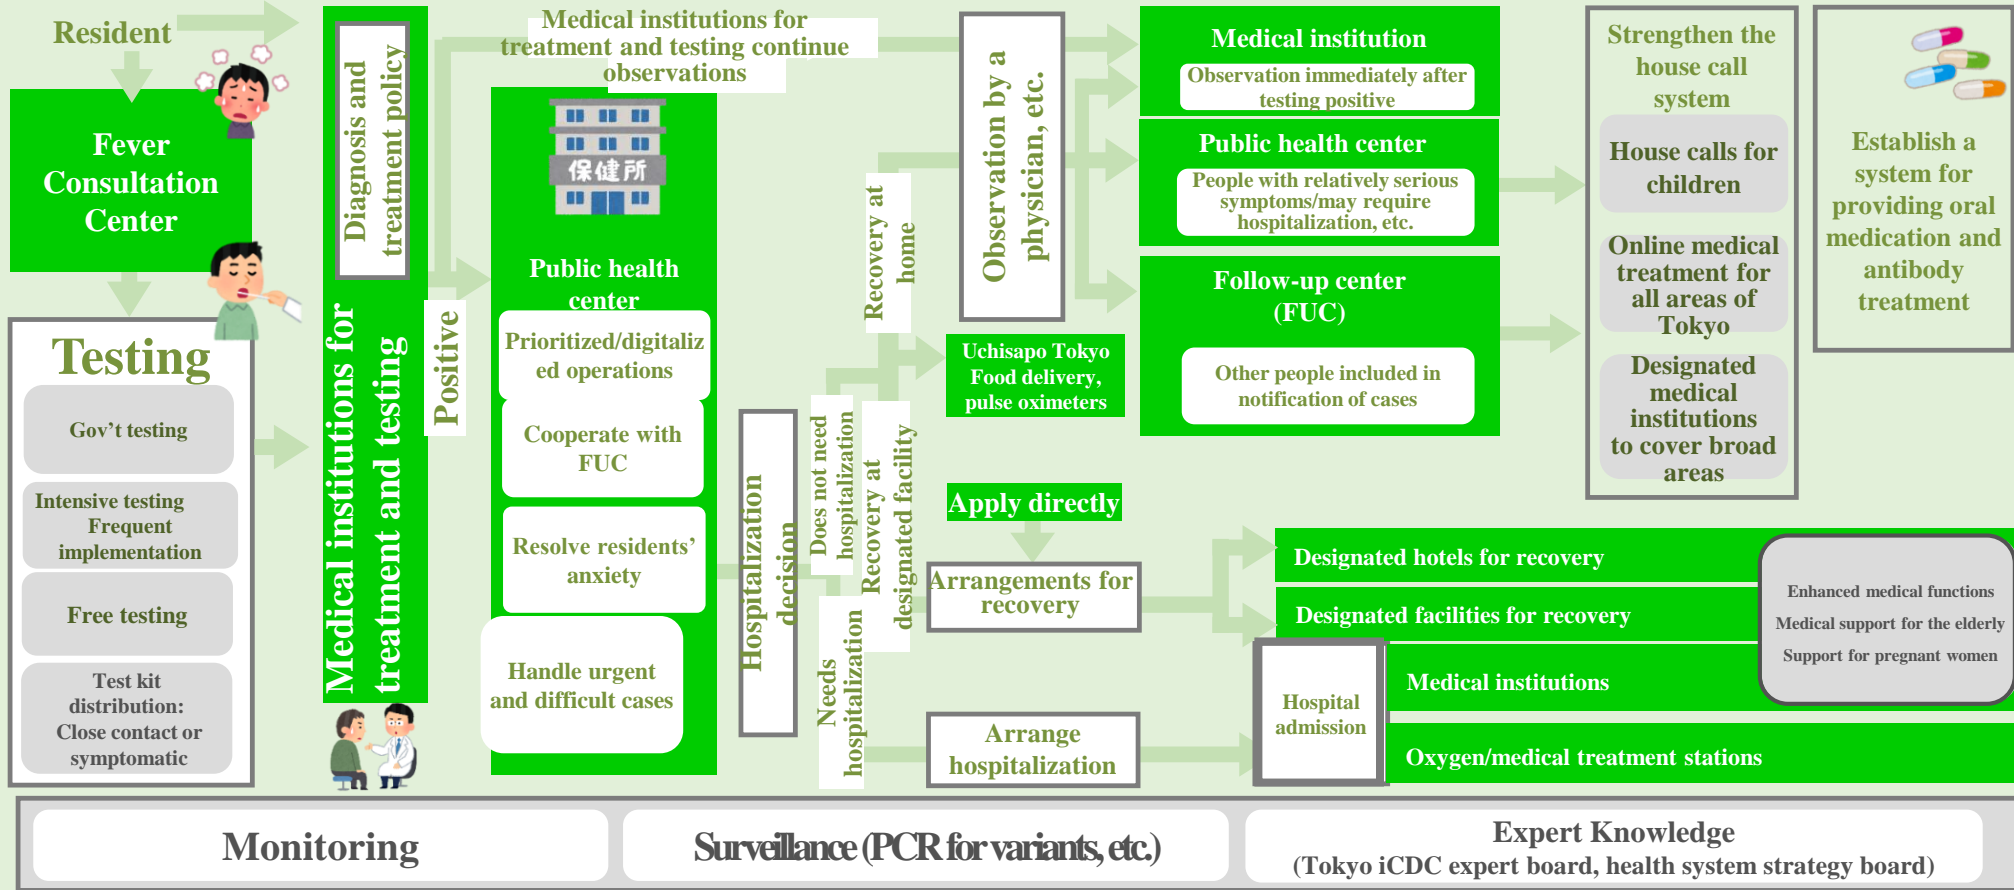 Resident
Fever
Consultation
Center
Testing
Gov't testing
Intensive testing
Frequent
implementation
Free testing
Test kit
distribution:
Close contact or
symptomatic
Diagnosis and
treatment policy
Medical institutions for
treatment and testing
Positive
Medical institutions for
treatment and testing continue
observations
保健所
Public health
center
Prioritized/digitaliz
ed operations
Cooperate with
FUC
Resolve residents'
anxiety
Handle urgent
and difficult cases
Hospitalization
decision
Does not need
hospitalization
Needs
hospitalization
Recovery at
home
Recovery at
designated facility
Observation by a
physician, etc.
Uchisapo Tokyo
Food delivery,
pulse oximeters
Apply directly
Arrangements for
recovery
Arrange
hospitalization
Medical institution
Observation immediately after
testing positive
Public health center
People with relatively serious
symptoms/may require
hospitalization, etc.
Follow-up center
(FUC)
Other people included in
notification of cases
Strengthen the
house call
system
House calls for
children
Online medical
treatment for
all areas of
Tokyo
Designated
medical
institutions
to cover broad
areas
Establish a
system for
providing oral
medication and
antibody
treatment
Designated hotels for recovery
Designated facilities for recovery
Hospital
admission
Medical institutions
Oxygen/medical treatment stations
Enhanced medical functions
Medical support for the elderly
Support for pregnant women
Monitoring
Surveillance (PCR for variants, etc.)
Expert Knowledge
(Tokyo iCDC expert board, health system strategy board)